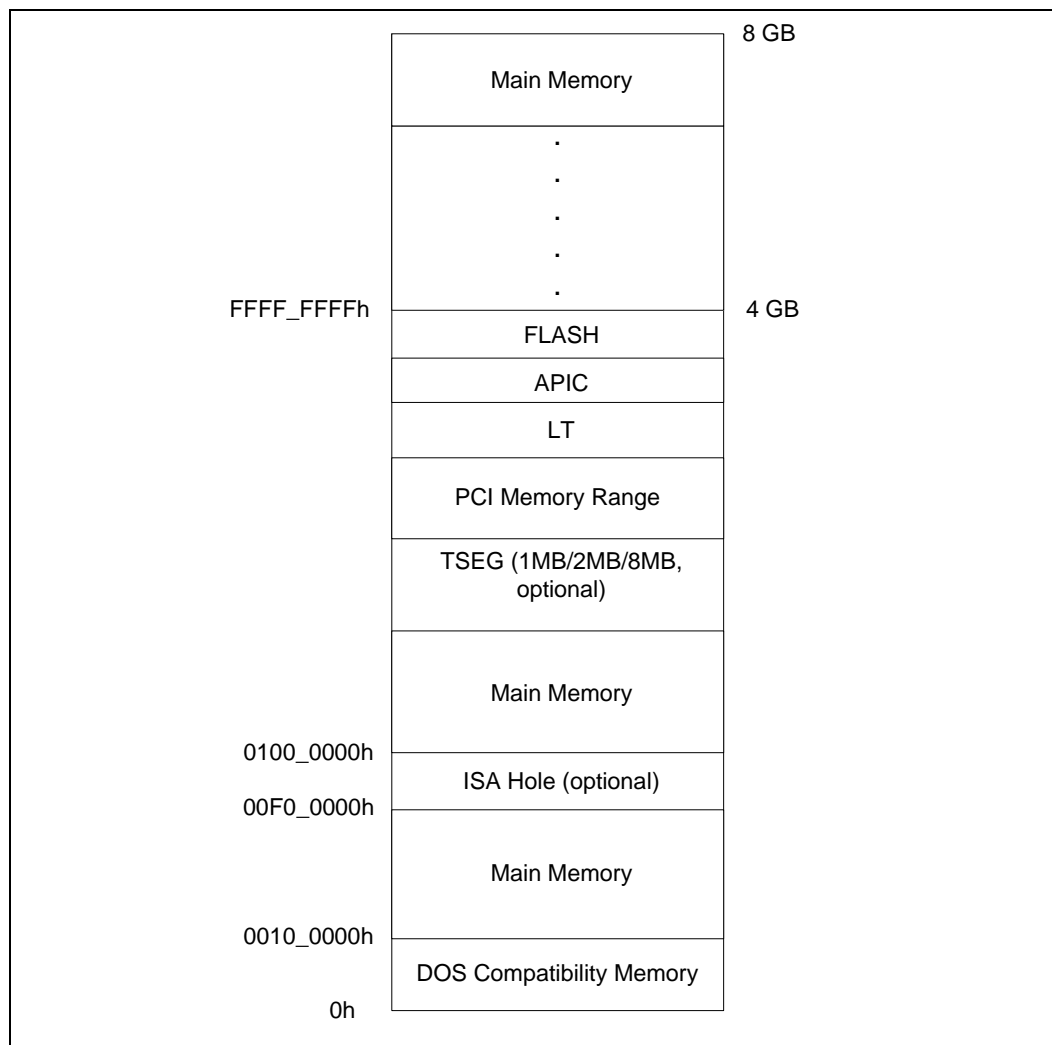 8 GB
Main Memory
.
.
.
.
.
FFFF_FFFFh
4 GB
FLASH
APIC
LT
PCI Memory Range
TSEG (1MB/2MB/8MB,
optional)
Main Memory
0100_0000h
ISA Hole (optional)
00F0_0000h
Main Memory
0010_0000h
DOS Compatibility Memory
0h